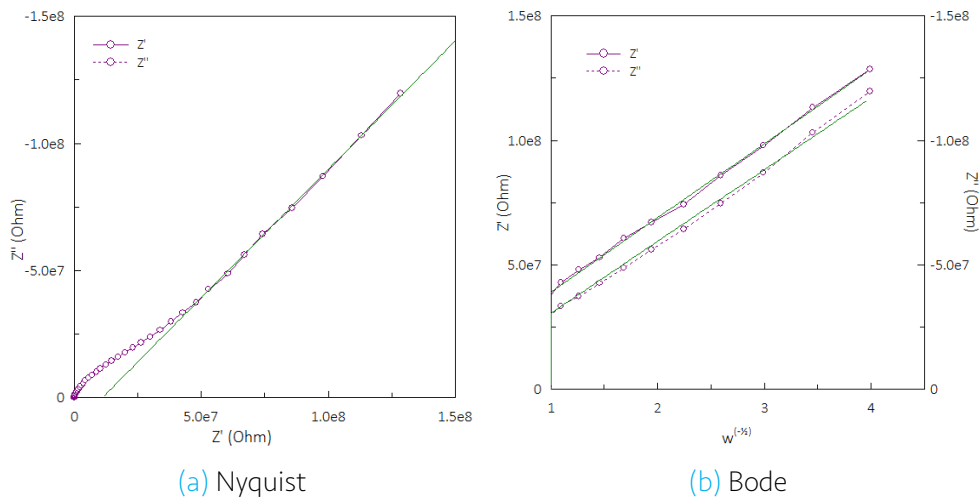 -1.5e8
-1.0e8
-5.0e7
0
Z'' (Ohm)
Z'
Z''
0
5.0e7
1.0e8
1.5e8
Z' (Ohm)
(a) Nyquist
1.5e8
1.0e8
5.0e7
0
Z' (Ohm)
Z'
Z''
-1.5e8
-1.0e8
-5.0e7
0
Z'' (Ohm)
1
2
3
4
w(-½)
(b) Bode